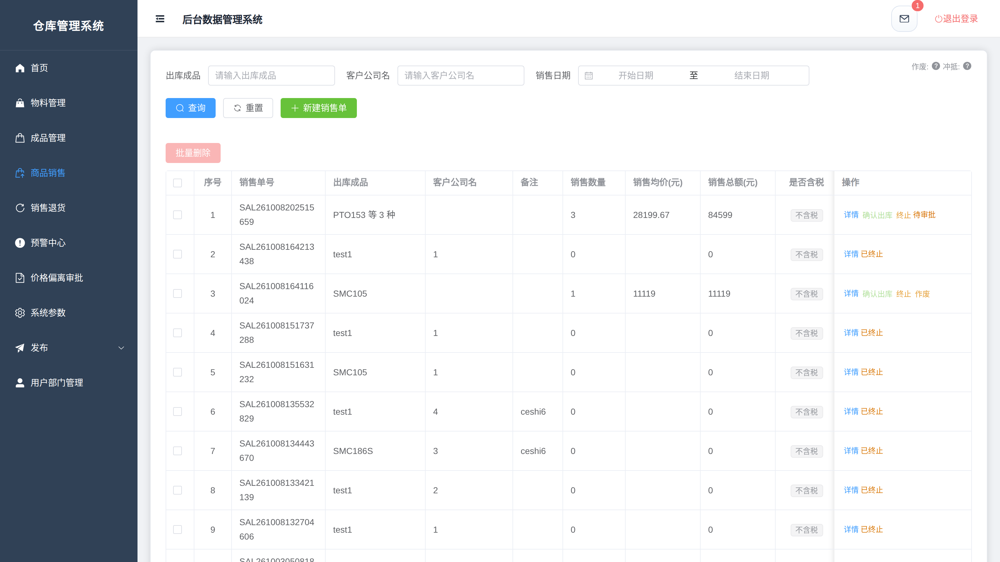 仓库管理系统
首页
物料管理
成品管理
商品销售
销售退货
预警中心
价格偏离审批
系统参数
发布
用户部门管理
后台数据管理系统
1
退出登录
出库成品 请输入出库成品 客户公司名 请输入客户公司名 销售日期 开始日期 至 结束日期
作废: ? 冲抵: ?
查询 重置 新建销售单
批量删除
序号 销售单号 出库成品 客户公司名 备注 销售数量 销售均价(元) 销售总额(元) 是否含税 操作
1 SAL261008202515 PTO153 等 3 种 3 28199.67 84599 不含税 详情 确认出库 终止 待审批
659
2 SAL261008164213 test1 1 0 0 不含税 详情 已终止
438
3 SAL261008164116 SMC105 1 11119 11119 不含税 详情 确认出库 终止 作废
024
4 SAL261008151737 test1 1 0 0 不含税 详情 已终止
288
5 SAL261008151631 SMC105 1 0 0 不含税 详情 已终止
232
6 SAL261008135532 test1 4 ceshi6 0 0 不含税 详情 已终止
829
7 SAL261008134443 SMC186S 3 ceshi6 0 0 不含税 详情 已终止
670
8 SAL261008133421 test1 2 0 0 不含税 详情 已终止
139
9 SAL261008132704 test1 1 0 0 不含税 详情 已终止
606
SAL261003050818